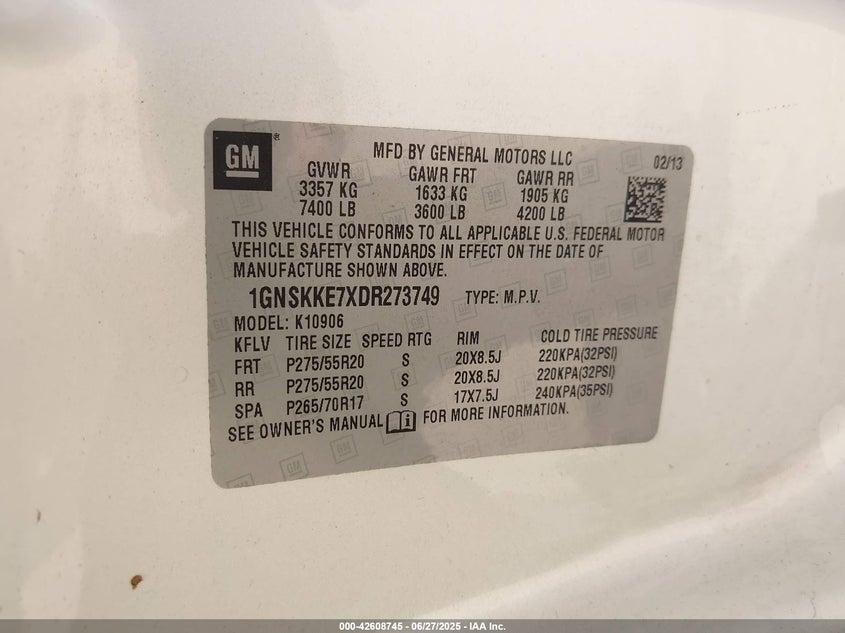 GM
MFD BY GENERAL MOTORS LLC 02/13
GVWR GAWR FRT GAWR RR
3357 KG 1633 KG 1905 KG
7400 LB 3600 LB 4200 LB
THIS VEHICLE CONFORMS TO ALL APPLICABLE U.S. FEDERAL MOTOR
VEHICLE SAFETY STANDARDS IN EFFECT ON THE DATE OF
MANUFACTURE SHOWN ABOVE.
1GNSKKE7XDR273749 TYPE: M.P.V.
MODEL: K10906
KFLV TIRE SIZE SPEED RTG RIM COLD TIRE PRESSURE
FRT P275/55R20 S 20X8.5J 220KPA(32PSI)
RR P275/55R20 S 20X8.5J 220KPA(32PSI)
SPA P265/70R17 S 17X7.5J 240KPA(35PSI)
SEE OWNER'S MANUAL FOR MORE INFORMATION.
000-42608745 - 06/27/2025 - IAA Inc.